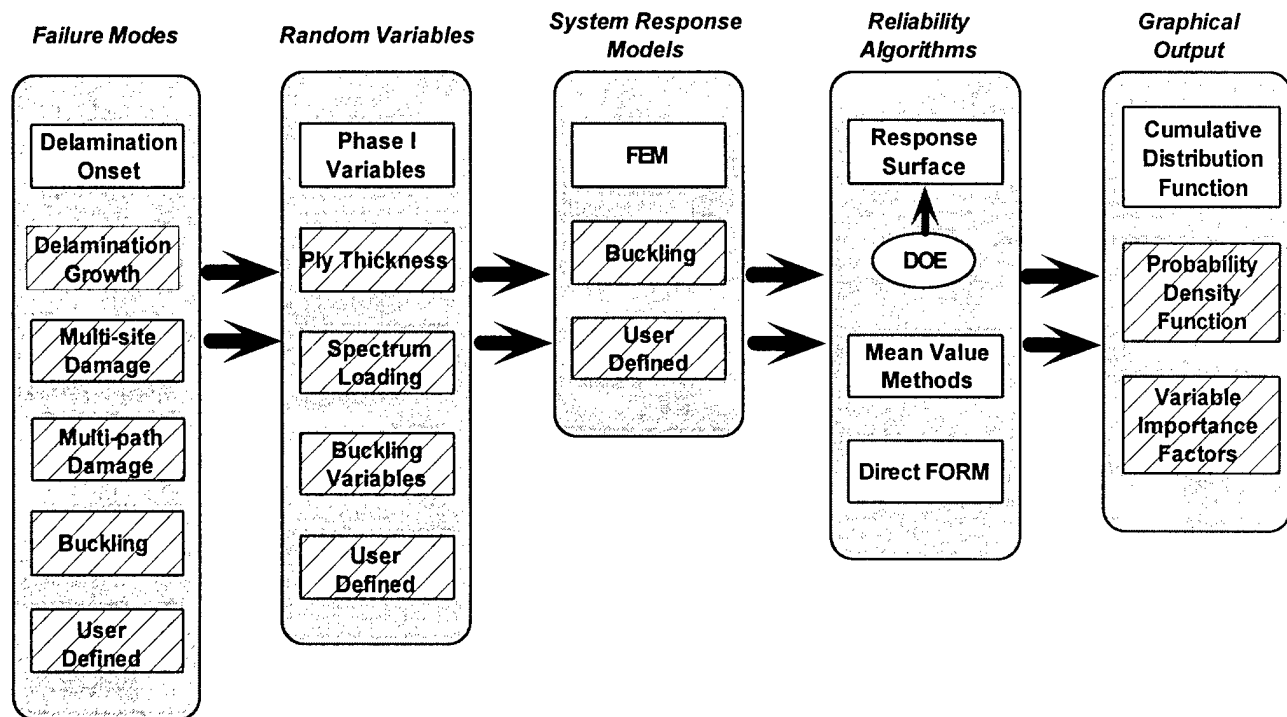 Failure Modes
Delamination
Onset
Delamination
Growth
Multi-site
Damage
Multi-path
Damage
Buckling
User
Defined
Random Variables
Phase I
Variables
Ply Thickness
Spectrum
Loading
Buckling
Variables
User
Defined
System Response
Models
FEM
Buckling
User
Defined
Reliability
Algorithms
Response
Surface
DOE
Mean Value
Methods
Direct FORM
Graphical
Output
Cumulative
Distribution
Function
Probability
Density
Function
Variable
Importance
Factors